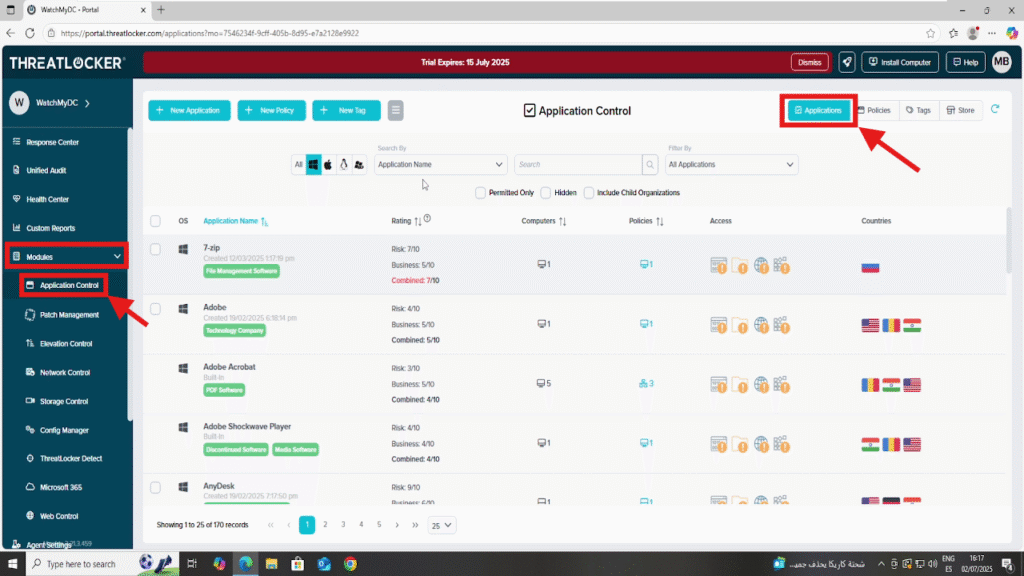 WatchMyDC - Portal
https://portal.threatlocker.com/applications?mo=7546234f-9cff-405b-8d95-e7a2128e9922
THREATLOCKER
Trial Expires: 15 July 2025
Dismiss
Install Computer
Help
MB
W WatchMyDC
Response Center
Unified Audit
Health Center
Custom Reports
Modules
Application Control
Patch Management
Elevation Control
Network Control
Storage Control
Config Manager
ThreatLocker Detect
Microsoft 365
Web Control
Agent Settings
+ New Application
+ New Policy
+ New Tag
Application Control
Applications
Policies
Tags
Store
Search By
Filter By
All
Application Name
Search
All Applications
Permitted Only
Hidden
Include Child Organizations
OS Application Name Rating Computers Policies Access Countries
7-zip
Created 12/03/2025 1:17:19 pm
File Management Software
Risk: 7/10
Business: 5/10
Combined: 7/10
1
1
Adobe
Created 19/02/2025 6:18:14 pm
Technology Company
Risk: 4/10
Business: 5/10
Combined: 5/10
1
1
Adobe Acrobat
Built-In
PDF Software
Risk: 3/10
Business: 5/10
Combined: 4/10
5
3
Adobe Shockwave Player
Built-In
Discontinued Software Media Software
Risk: 4/10
Business: 4/10
Combined: 4/10
1
1
AnyDesk
Created 19/02/2025 7:17:50 pm
Risk: 9/10
Business: 6/10
1
1
Showing 1 to 25 of 170 records
1 2 3 4 5
25
Type here to search
شحتة كاريكا يحذف جميـ...
ENG
ES
16:17
02/07/2025